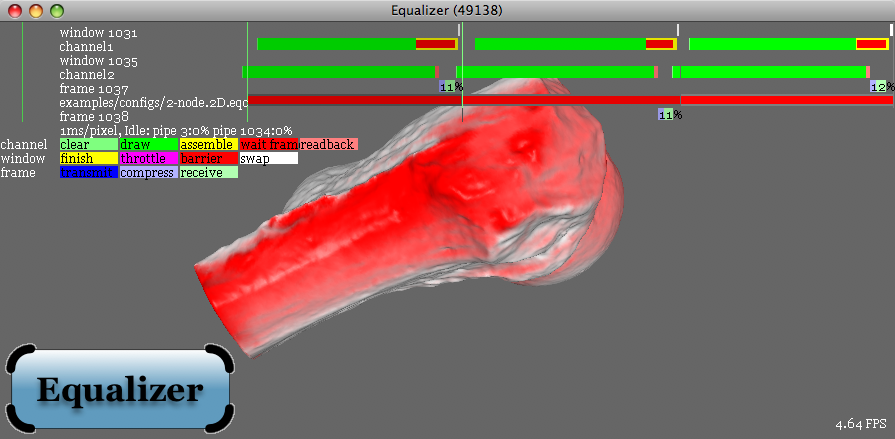 Equalizer (49138)
window 1031
channel1
window 1035
channel2
frame 1037
11%
12%
examples/configs/2-node.2D.eqc
frame 1038
11%
1ms/pixel, Idle: pipe 3:0% pipe 1034:0%
channel clear draw assemble wait frame readback
window finish throttle barrier swap
frame transmit compress receive
Equalizer
4.64 FPS